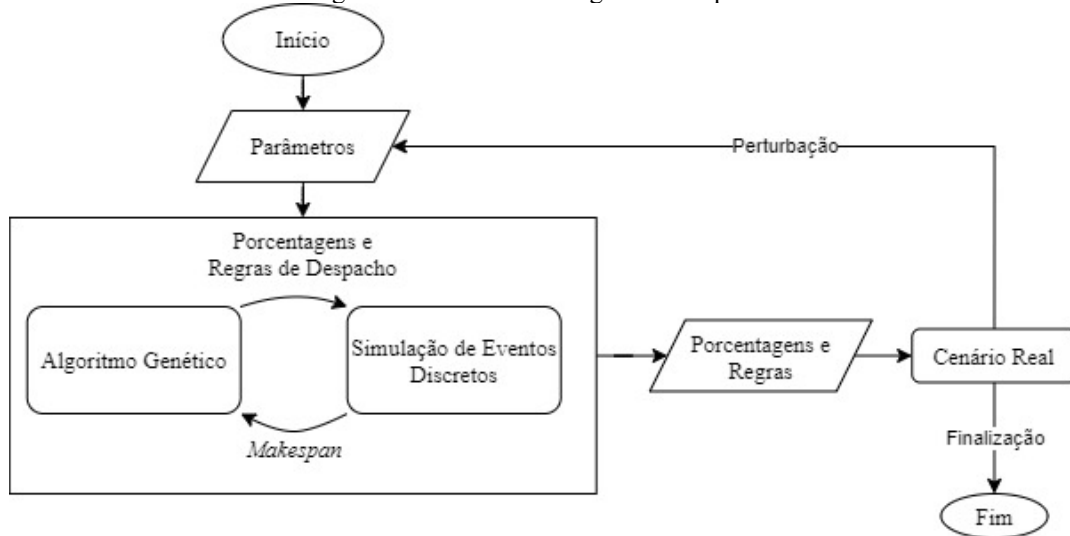 Início
Parâmetros
Perturbação
Porcentagens e
Regras de Despacho
Algoritmo Genético
Simulação de Eventos
Discretos
Makespan
Porcentagens e
Regras
Cenário Real
Finalização
Fim